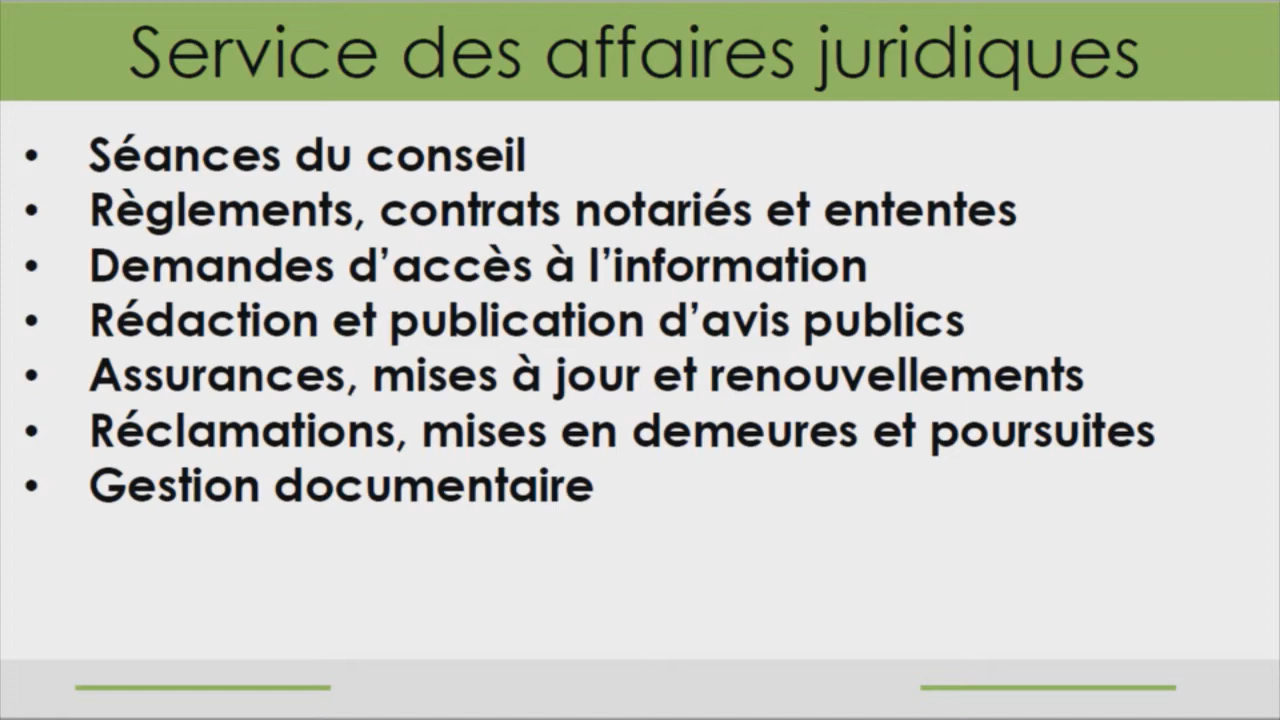 Service des affaires juridiques
• Séances du conseil
• Règlements, contrats notariés et ententes
• Demandes d’accès à l’information
• Rédaction et publication d’avis publics
• Assurances, mises à jour et renouvellements
• Réclamations, mises en demeures et poursuites
• Gestion documentaire